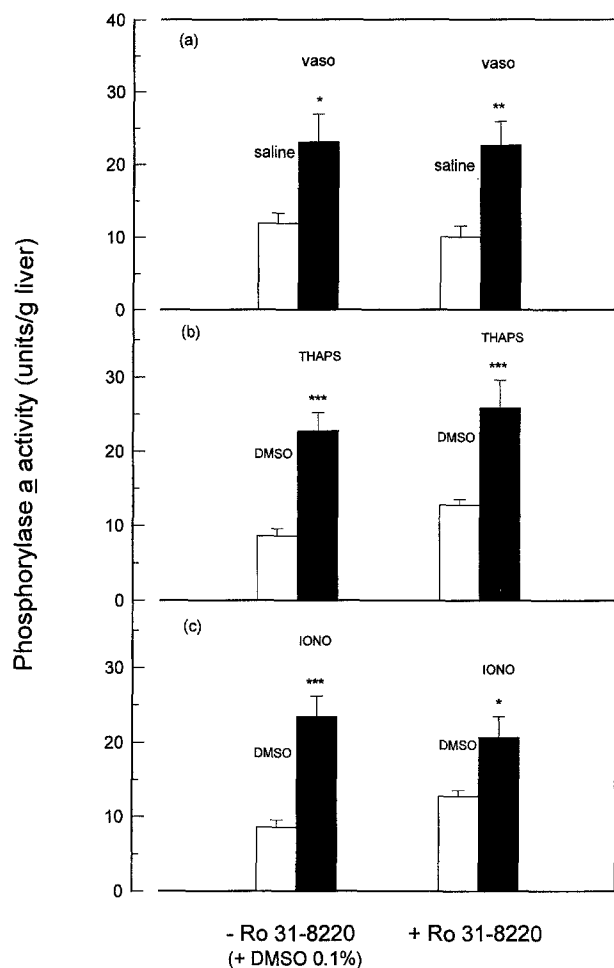 Phosphorylase a activity (units/g liver)
40
(a)
vaso
vaso
30
*
**
saline
saline
20
10
0
(b)
THAPS
THAPS
30
***
***
DMSO
DMSO
20
10
0
(c)
IONO
IONO
30
***
*
DMSO
DMSO
20
10
0
- Ro 31-8220
+ Ro 31-8220
(+ DMSO 0.1%)